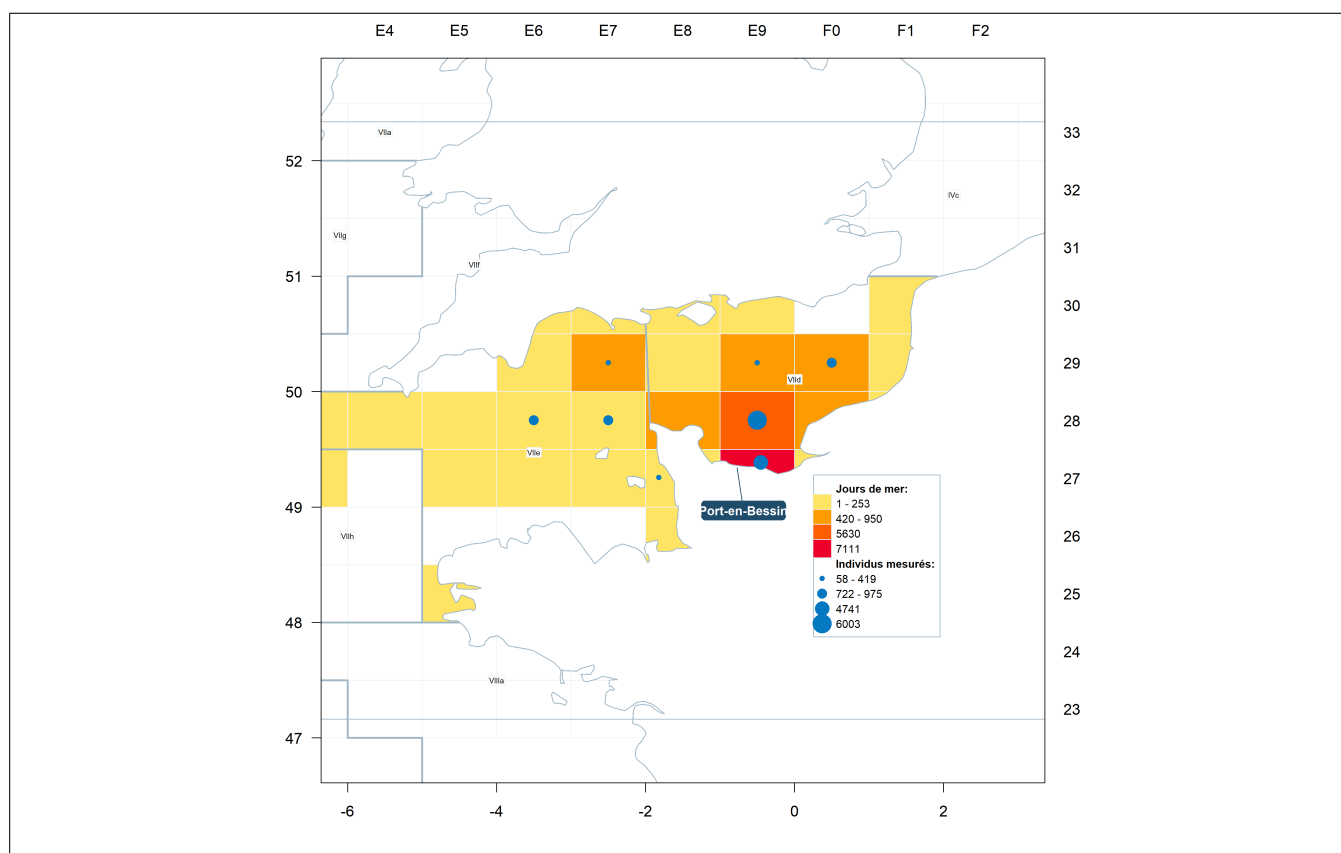 E4 E5 E6 E7 E8 E9 F0 F1 F2
VIIa
33
52
32
IVc
VIIg
31
VIIf
51
30
29
VIId
50
28
VIIe
27
49
Port-en-Bessin
VIIh
26
25
48
24
VIIIa
23
47
Jours de mer:
1 - 253
420 - 950
5630
7111
Individus mesurés:
58 - 419
722 - 975
4741
6003
-6 -4 -2 0 2